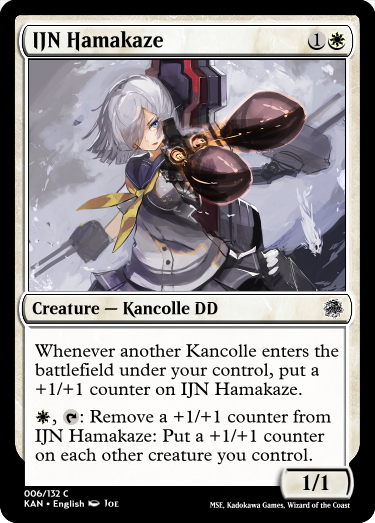 IJN Hamakaze 1
Creature — Kancolle DD
Whenever another Kancolle enters the
battlefield under your control, put a
+1/+1 counter on IJN Hamakaze.
, : Remove a +1/+1 counter from
IJN Hamakaze: Put a +1/+1 counter
on each other creature you control.
1/1
006/132 C
KAN • English JOE
MSE, Kadokawa Games, Wizard of the Coast